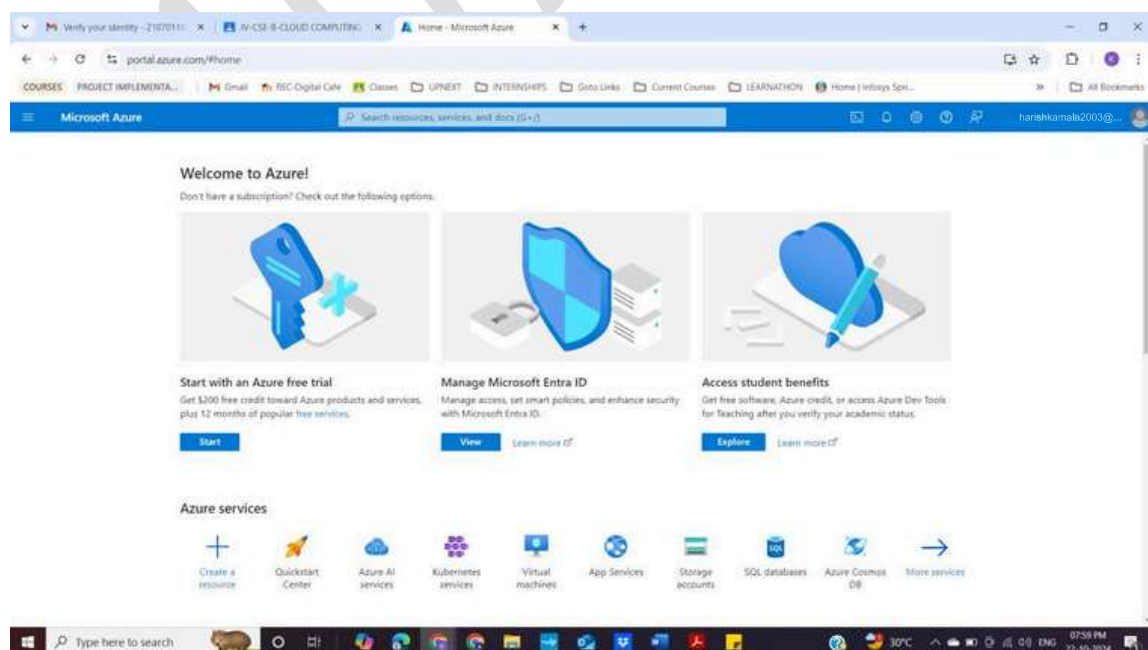 Verify your identity - 2107011
IV-CSE-B-CLOUD COMPUTING
Home - Microsoft Azure
portal.azure.com/#home
COURSES PROJECT IMPLEMENTA... Gmail REC-Digital Cafe Classes UPNEXT INTERNSHIPS Goto Links Current Courses LEARNATHON Home | Infosys Spri... » All Bookmarks
Microsoft Azure
Search resources, services, and docs (G+/)
harishkamala2003@...
Welcome to Azure!
Don't have a subscription? Check out the following options.
Start with an Azure free trial
Get $200 free credit toward Azure products and services,
plus 12 months of popular free services.
Start
Manage Microsoft Entra ID
Manage access, set smart policies, and enhance security
with Microsoft Entra ID.
View Learn more
Access student benefits
Get free software, Azure credit, or access Azure Dev Tools
for Teaching after you verify your academic status.
Explore Learn more
Azure services
Create a
resource
Quickstart
Center
Azure AI
services
Kubernetes
services
Virtual
machines
App Services
Storage
accounts
SQL databases
Azure Cosmos
DB
More services
Type here to search
30°C
ENG
07:59 PM
22-10-2024